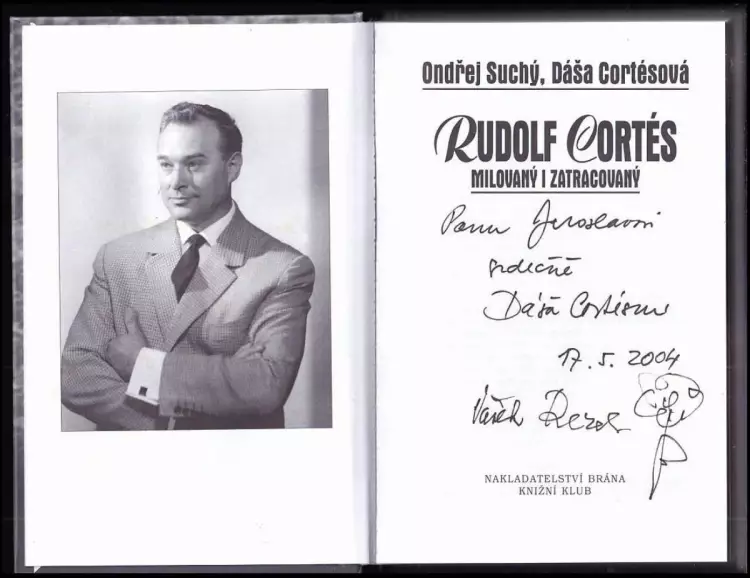 Ondřej Suchý, Dáša Cortésová
RUDOLF CORTÉS
MILOVANÝ I ZATRACOVANÝ
Panu Jeroslavovi
srdečně
Dáša Cortésová
17. 5. 2004
Vašek
NAKLADATELSTVÍ BRÁNA
KNIŽNÍ KLUB